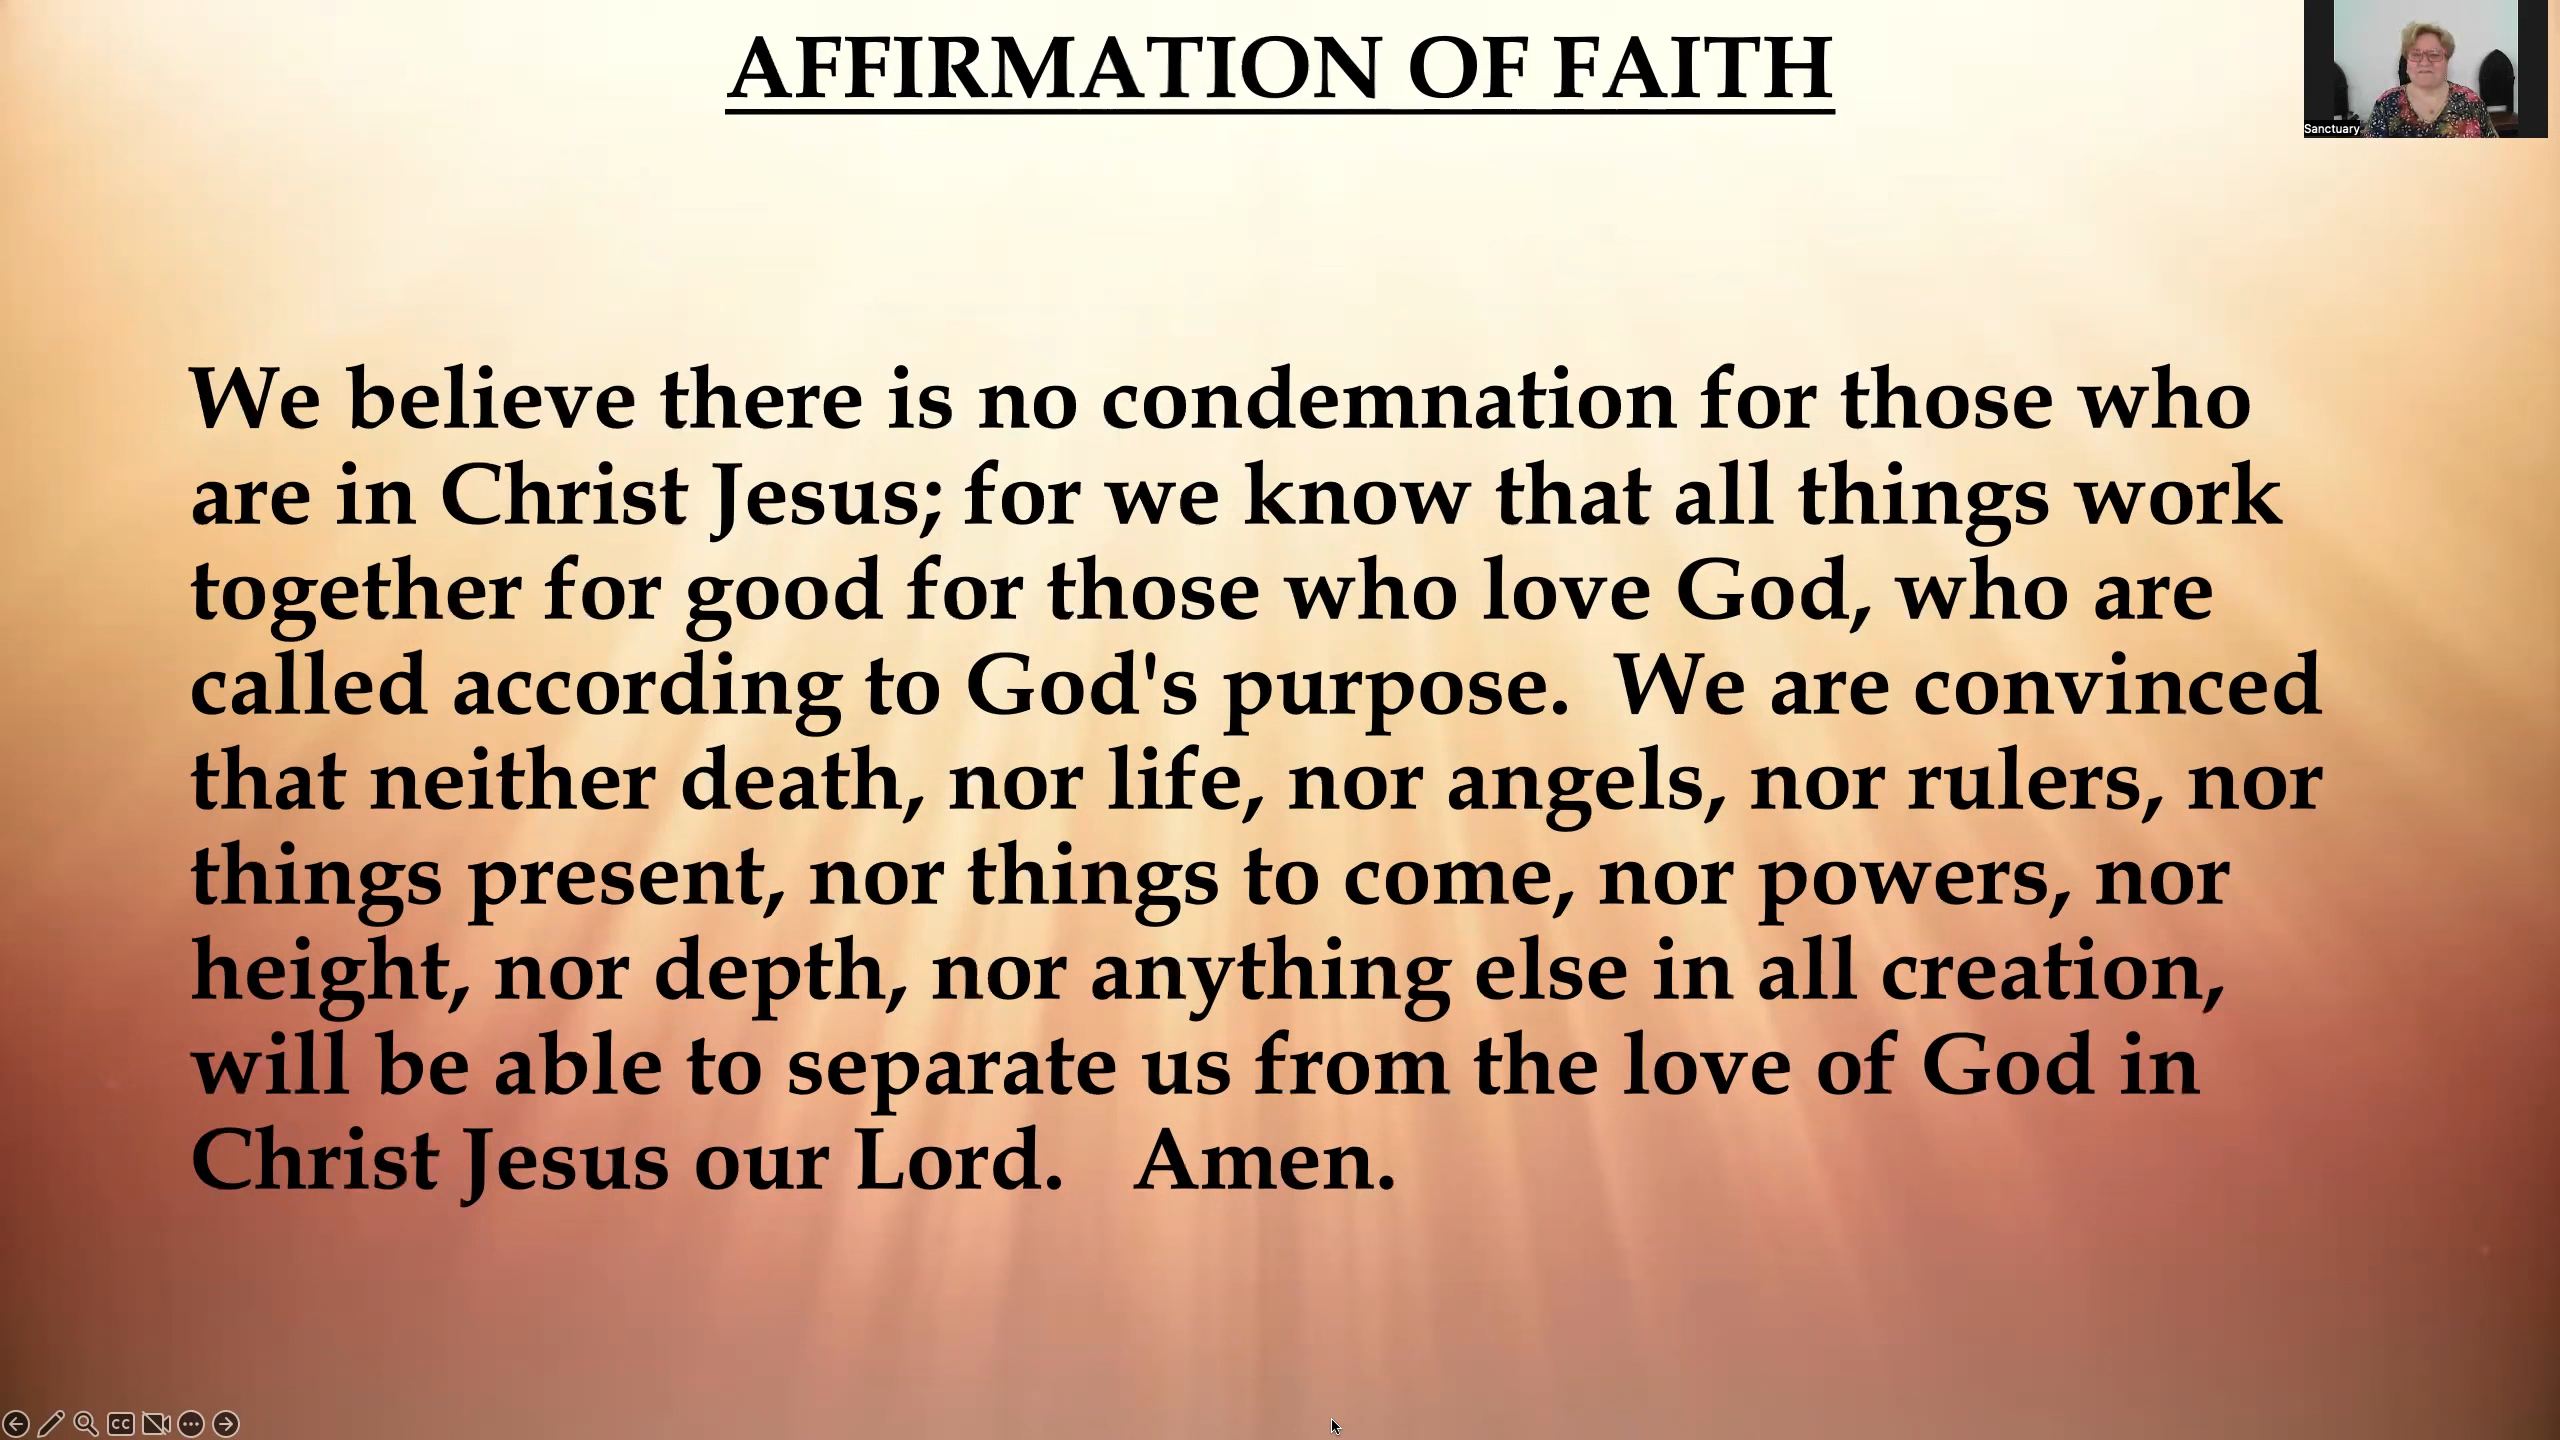 AFFIRMATION OF FAITH
Sanctuary
We believe there is no condemnation for those who
are in Christ Jesus; for we know that all things work
together for good for those who love God, who are
called according to God's purpose.  We are convinced
that neither death, nor life, nor angels, nor rulers, nor
things present, nor things to come, nor powers, nor
height, nor depth, nor anything else in all creation,
will be able to separate us from the love of God in
Christ Jesus our Lord.   Amen.
CC